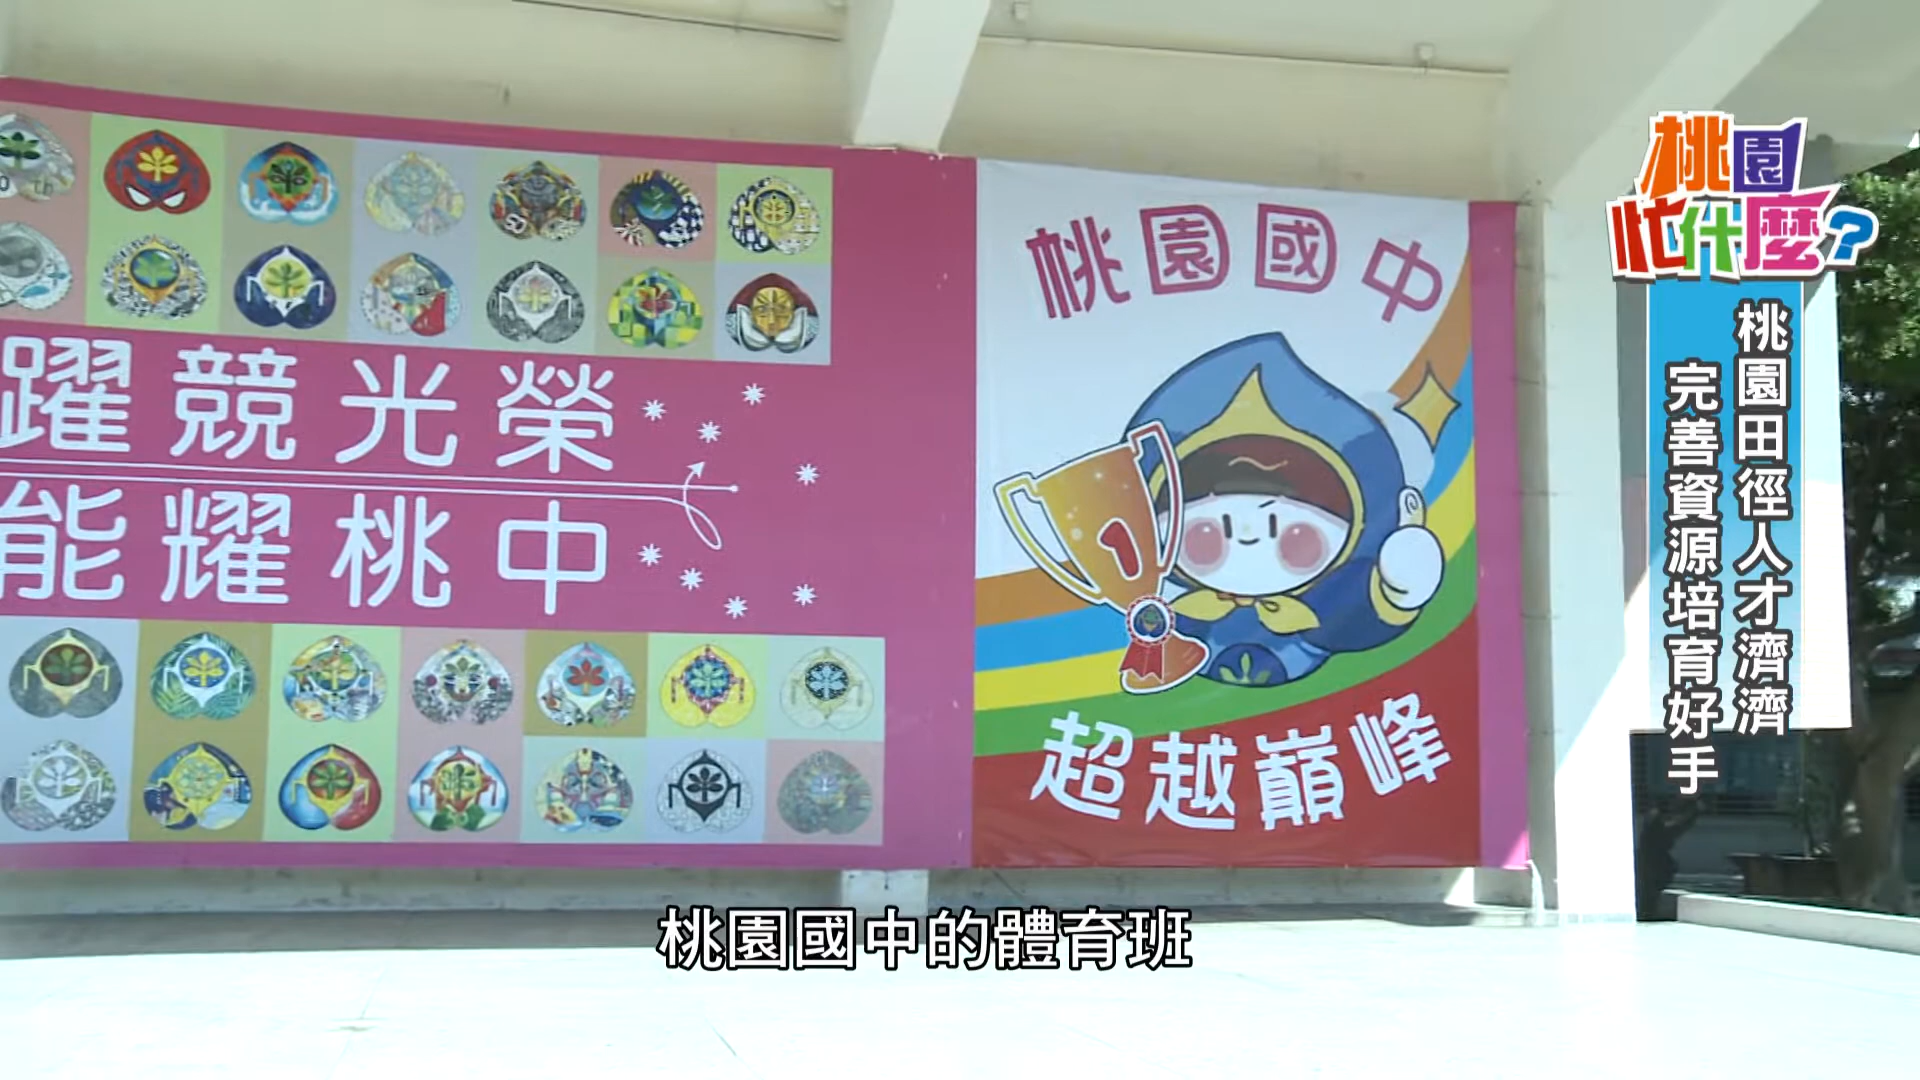 躍競光榮
能耀桃中
桃園國中
1
超越巔峰
桃園
忙什麼?
桃園田徑人才濟濟
完善資源培育好手
桃園國中的體育班